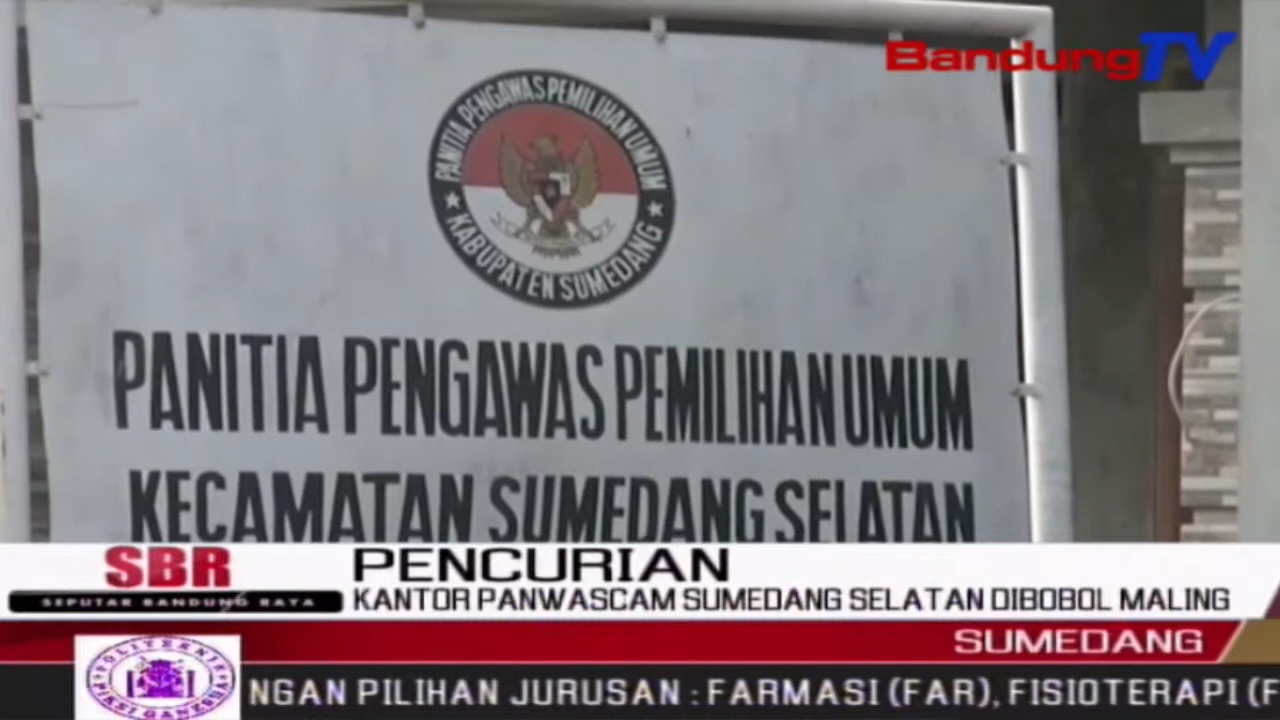 BandungTV
PANITIA PENGAWAS PEMILIHAN UMUM
KABUPATEN SUMEDANG
PANITIA PENGAWAS PEMILIHAN UMUM
KECAMATAN SUMEDANG SELATAN
SBR
SEPUTAR BANDUNG RAYA
PENCURIAN
KANTOR PANWASCAM SUMEDANG SELATAN DIBOBOL MALING
SUMEDANG
NGAN PILIHAN JURUSAN : FARMASI (FAR), FISIOTERAPI (F